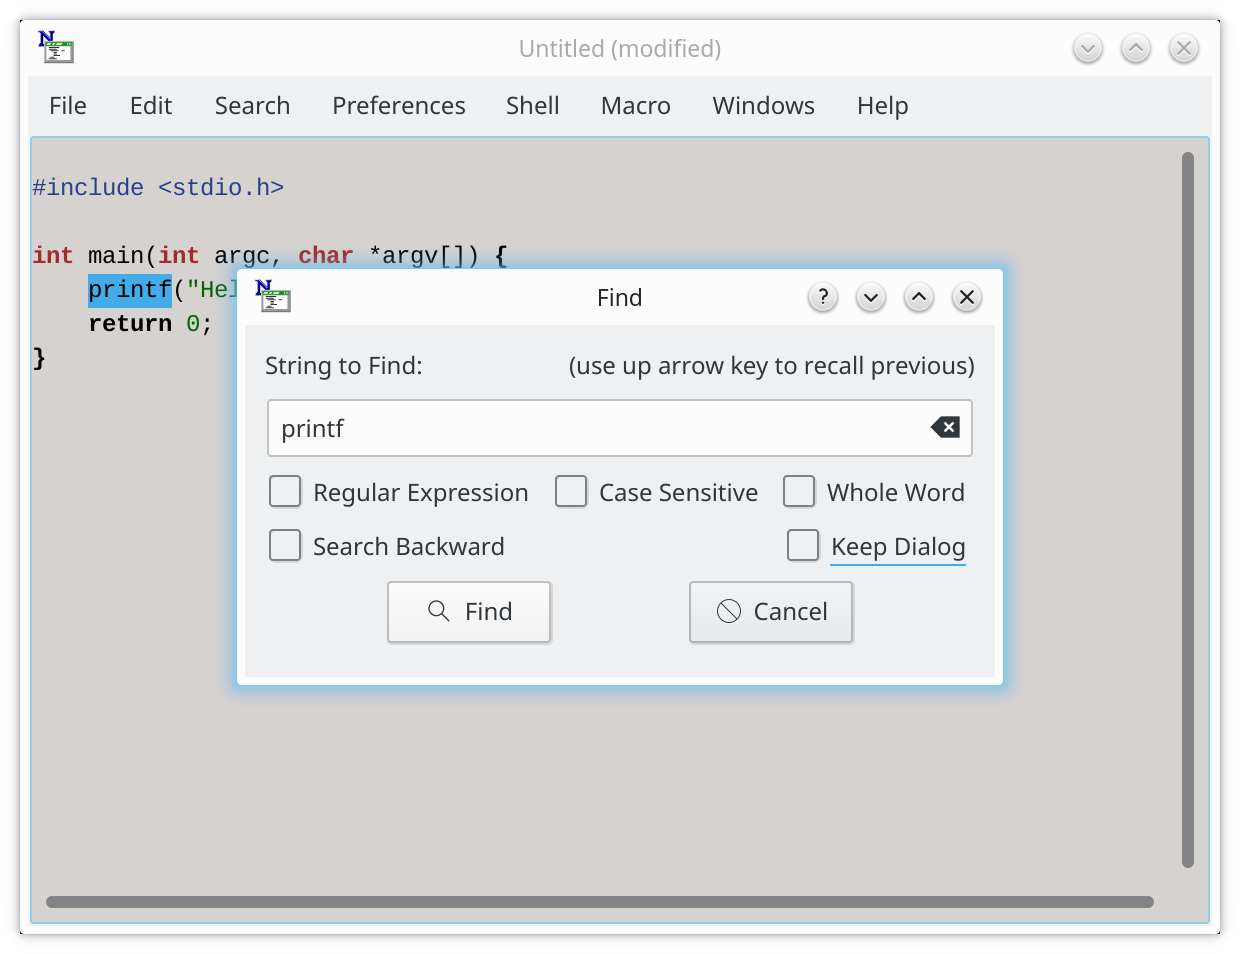 Untitled (modified)
File Edit Search Preferences Shell Macro Windows Help
#include <stdio.h>
int main(int argc, char *argv[]) {
printf("Hel
return 0;
}
Find
String to Find: (use up arrow key to recall previous)
printf
Regular Expression Case Sensitive Whole Word
Search Backward Keep Dialog
Find Cancel